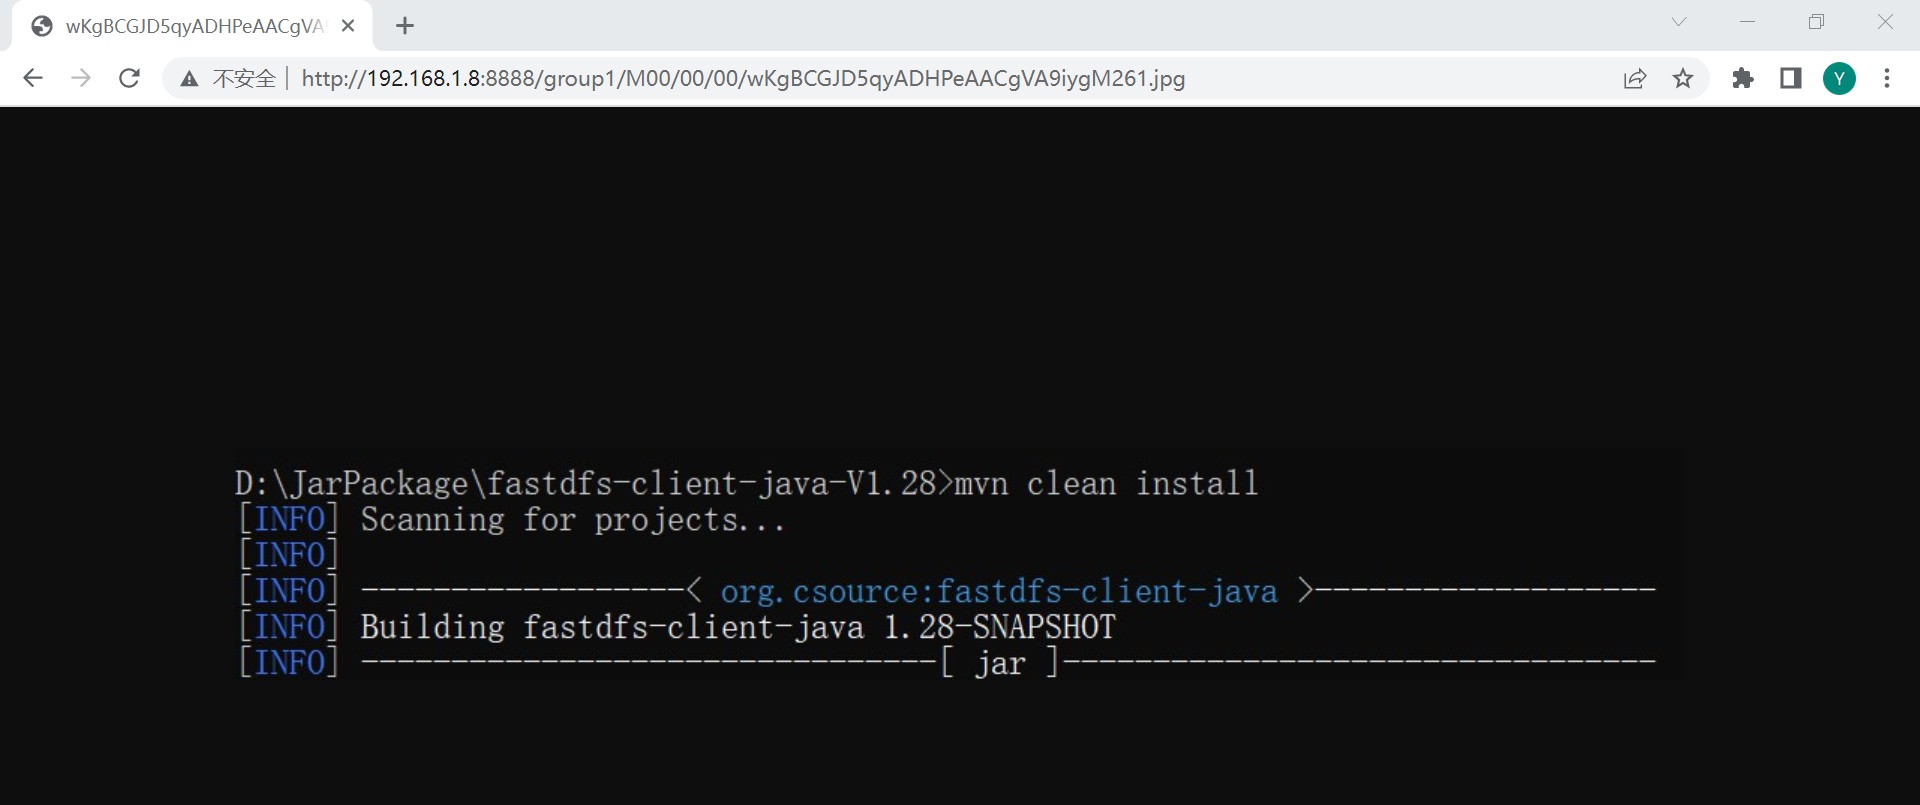 wKgBCGJD5qyADHPeAACgVA
不安全 http://192.168.1.8:8888/group1/M00/00/00/wKgBCGJD5qyADHPeAACgVA9iygM261.jpg
Y
D:\JarPackage\fastdfs-client-java-V1.28>mvn clean install
[INFO] Scanning for projects...
[INFO]
[INFO] ------------------< org.csource:fastdfs-client-java >-------------------
[INFO] Building fastdfs-client-java 1.28-SNAPSHOT
[INFO] --------------------------------[ jar ]---------------------------------